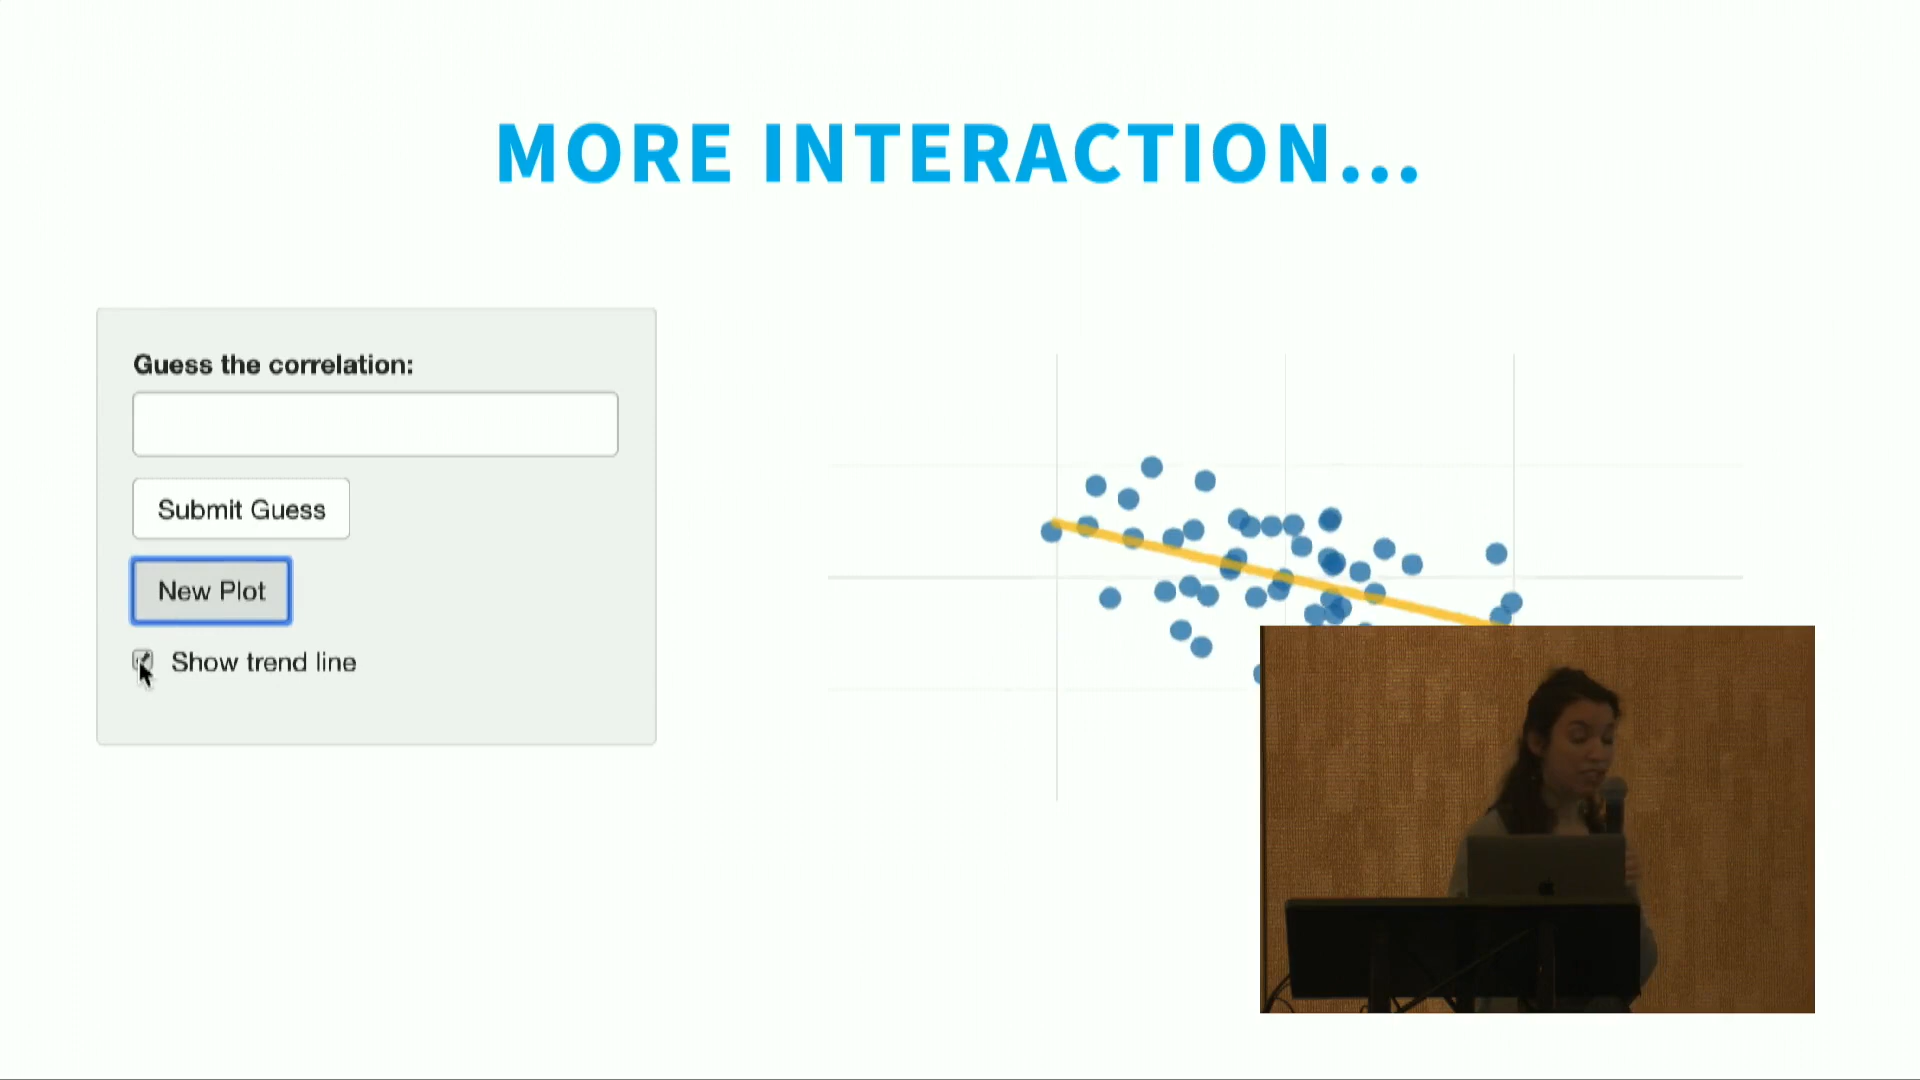 MORE INTERACTION...
Guess the correlation:
Submit Guess
New Plot
Show trend line